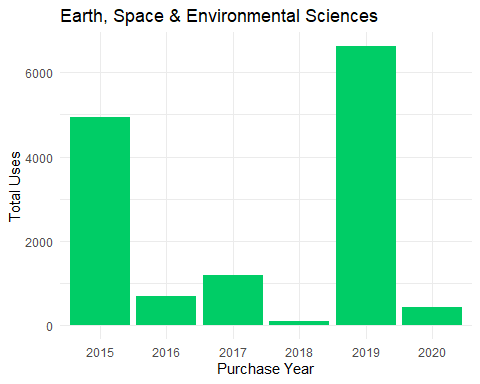 Earth, Space & Environmental Sciences
Total Uses
6000
4000
2000
0
2015 2016 2017 2018 2019 2020
Purchase Year